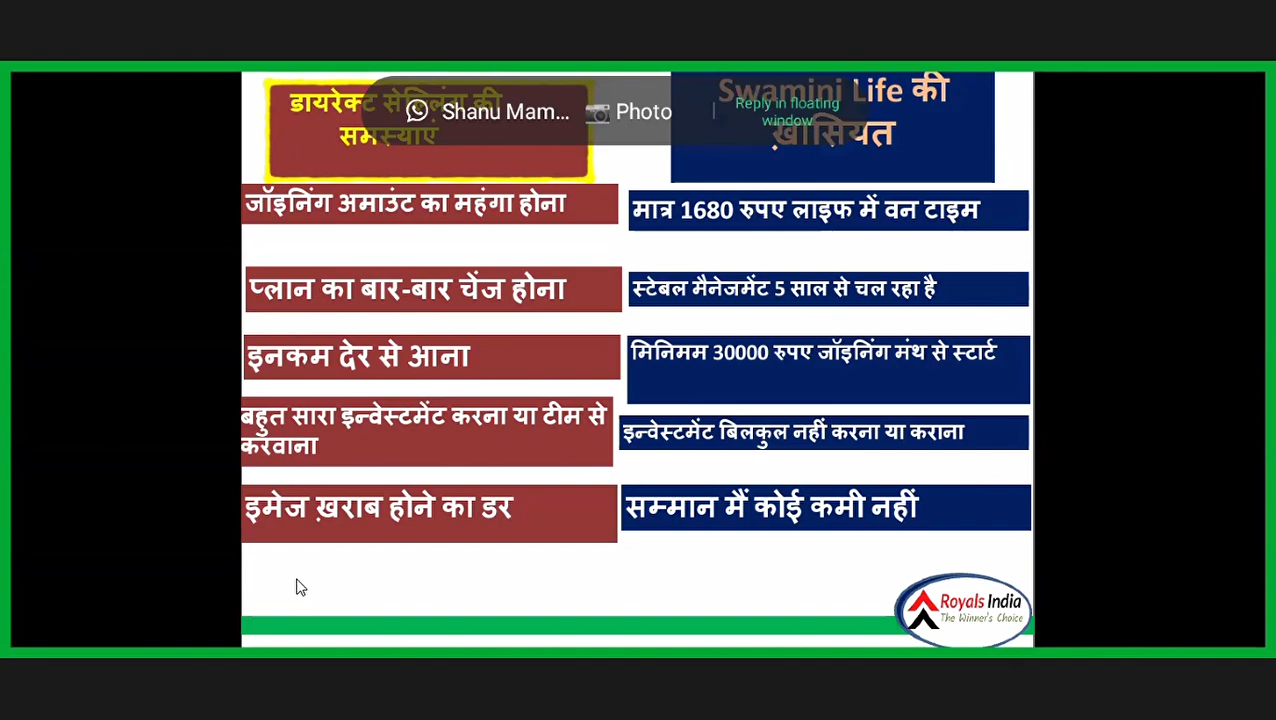 डायरेक्ट सेल्लिंग की
समस्याएं
Swamini Life की
ख़ासियत
Shanu Mam... 📷 Photo
Reply in floating
window
जॉइनिंग अमाउंट का महंगा होना
मात्र 1680 रुपए लाइफ में वन टाइम
प्लान का बार-बार चेंज होना
स्टेबल मैनेजमेंट 5 साल से चल रहा है
इनकम देर से आना
मिनिमम 30000 रुपए जॉइनिंग मंथ से स्टार्ट
बहुत सारा इन्वेस्टमेंट करना या टीम से
करवाना
इन्वेस्टमेंट बिलकुल नहीं करना या कराना
इमेज ख़राब होने का डर
सम्मान मैं कोई कमी नहीं
Royals India
The Winner's Choice